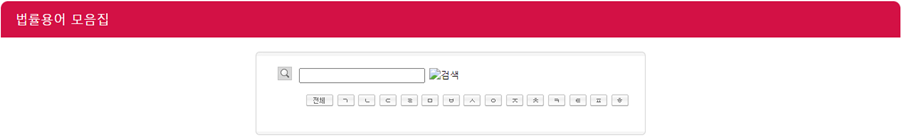 법률용어 모음집
검색
전체 ㄱ ㄴ ㄷ ㄹ ㅁ ㅂ ㅅ ㅇ ㅈ ㅊ ㅋ ㅌ ㅍ ㅎ